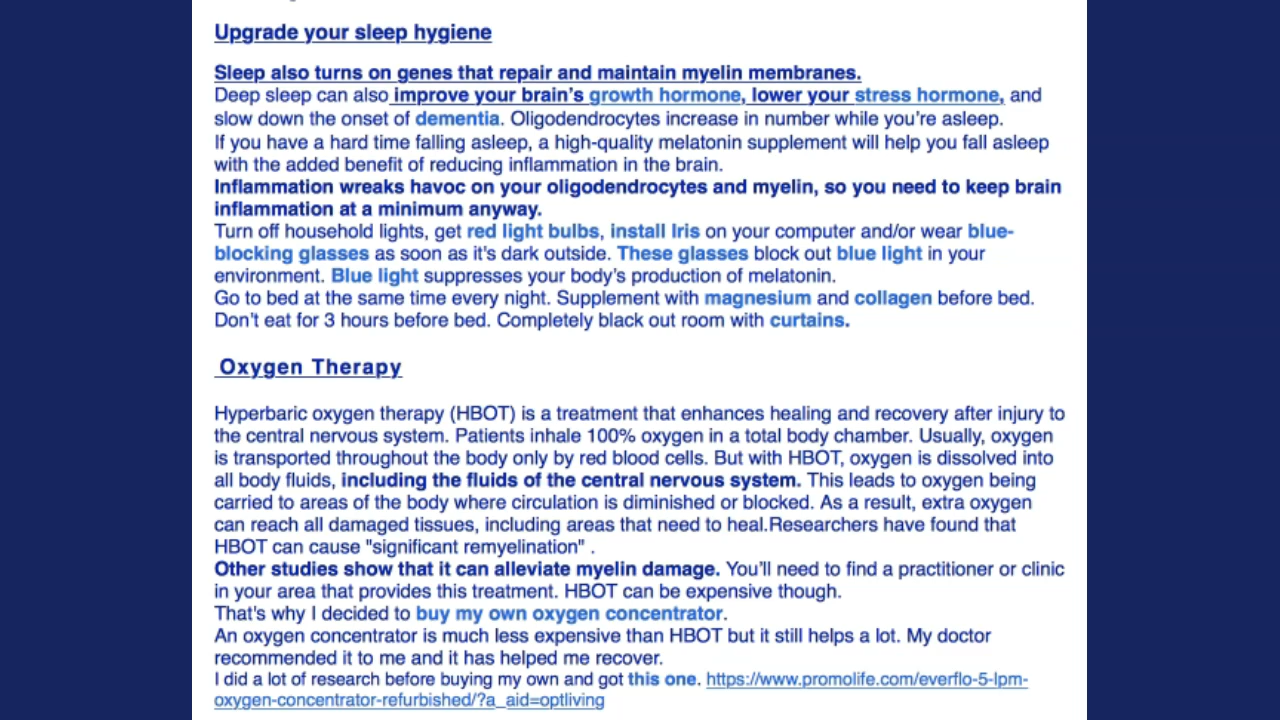 Upgrade your sleep hygiene
Sleep also turns on genes that repair and maintain myelin membranes.
Deep sleep can also improve your brain's growth hormone, lower your stress hormone, and
slow down the onset of dementia. Oligodendrocytes increase in number while you're asleep.
If you have a hard time falling asleep, a high-quality melatonin supplement will help you fall asleep
with the added benefit of reducing inflammation in the brain.
Inflammation wreaks havoc on your oligodendrocytes and myelin, so you need to keep brain
inflammation at a minimum anyway.
Turn off household lights, get red light bulbs, install Iris on your computer and/or wear blue-
blocking glasses as soon as it's dark outside. These glasses block out blue light in your
environment. Blue light suppresses your body's production of melatonin.
Go to bed at the same time every night. Supplement with magnesium and collagen before bed.
Don't eat for 3 hours before bed. Completely black out room with curtains.
Oxygen Therapy
Hyperbaric oxygen therapy (HBOT) is a treatment that enhances healing and recovery after injury to
the central nervous system. Patients inhale 100% oxygen in a total body chamber. Usually, oxygen
is transported throughout the body only by red blood cells. But with HBOT, oxygen is dissolved into
all body fluids, including the fluids of the central nervous system. This leads to oxygen being
carried to areas of the body where circulation is diminished or blocked. As a result, extra oxygen
can reach all damaged tissues, including areas that need to heal.Researchers have found that
HBOT can cause "significant remyelination" .
Other studies show that it can alleviate myelin damage. You'll need to find a practitioner or clinic
in your area that provides this treatment. HBOT can be expensive though.
That's why I decided to buy my own oxygen concentrator.
An oxygen concentrator is much less expensive than HBOT but it still helps a lot. My doctor
recommended it to me and it has helped me recover.
I did a lot of research before buying my own and got this one. https://www.promolife.com/everflo-5-lpm-
oxygen-concentrator-refurbished/?a_aid=optliving